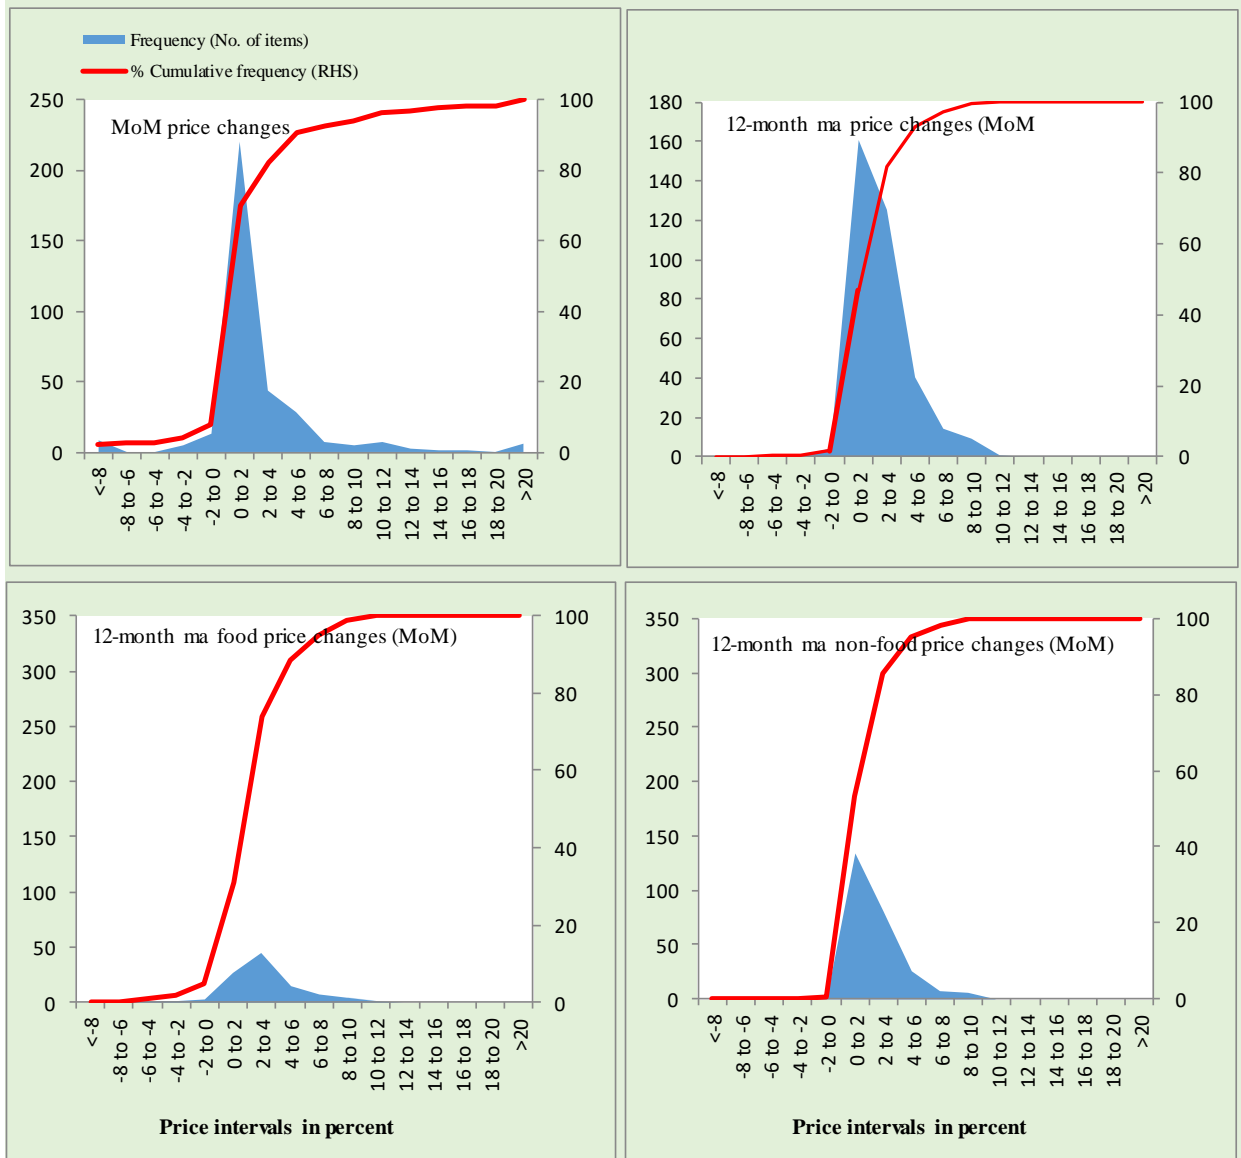 Frequency (No. of items)
% Cumulative frequency (RHS)
MoM price changes
250
200
150
100
50
0
100
80
60
40
20
0
<-8
-8 to -6
-6 to -4
-4 to -2
-2 to 0
0 to 2
2 to 4
4 to 6
6 to 8
8 to 10
10 to 12
12 to 14
14 to 16
16 to 18
18 to 20
>20
12-month ma price changes (MoM
180
160
140
120
100
80
60
40
20
0
100
80
60
40
20
0
<-8
-8 to -6
-6 to -4
-4 to -2
-2 to 0
0 to 2
2 to 4
4 to 6
6 to 8
8 to 10
10 to 12
12 to 14
14 to 16
16 to 18
18 to 20
>20
12-month ma food price changes (MoM)
350
300
250
200
150
100
50
0
100
80
60
40
20
0
<-8
-8 to -6
-6 to -4
-4 to -2
-2 to 0
0 to 2
2 to 4
4 to 6
6 to 8
8 to 10
10 to 12
12 to 14
14 to 16
16 to 18
18 to 20
>20
Price intervals in percent
12-month ma non-food price changes (MoM)
350
300
250
200
150
100
50
0
100
80
60
40
20
0
<-8
-8 to -6
-6 to -4
-4 to -2
-2 to 0
0 to 2
2 to 4
4 to 6
6 to 8
8 to 10
10 to 12
12 to 14
14 to 16
16 to 18
18 to 20
>20
Price intervals in percent